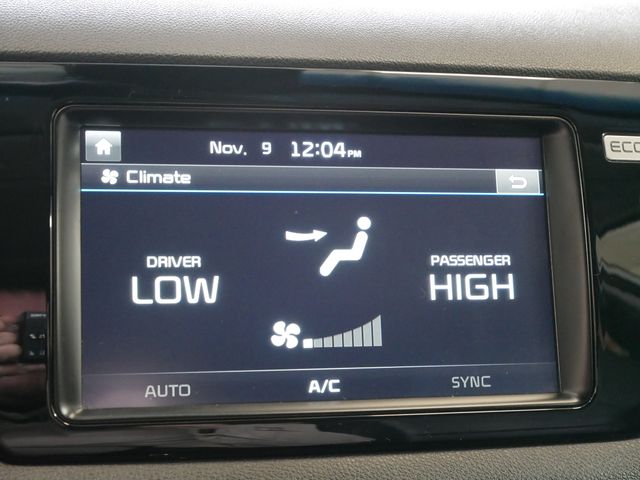 Nov. 9 12:04PM
ECO
Climate
DRIVER
LOW
PASSENGER
HIGH
AUTO A/C SYNC